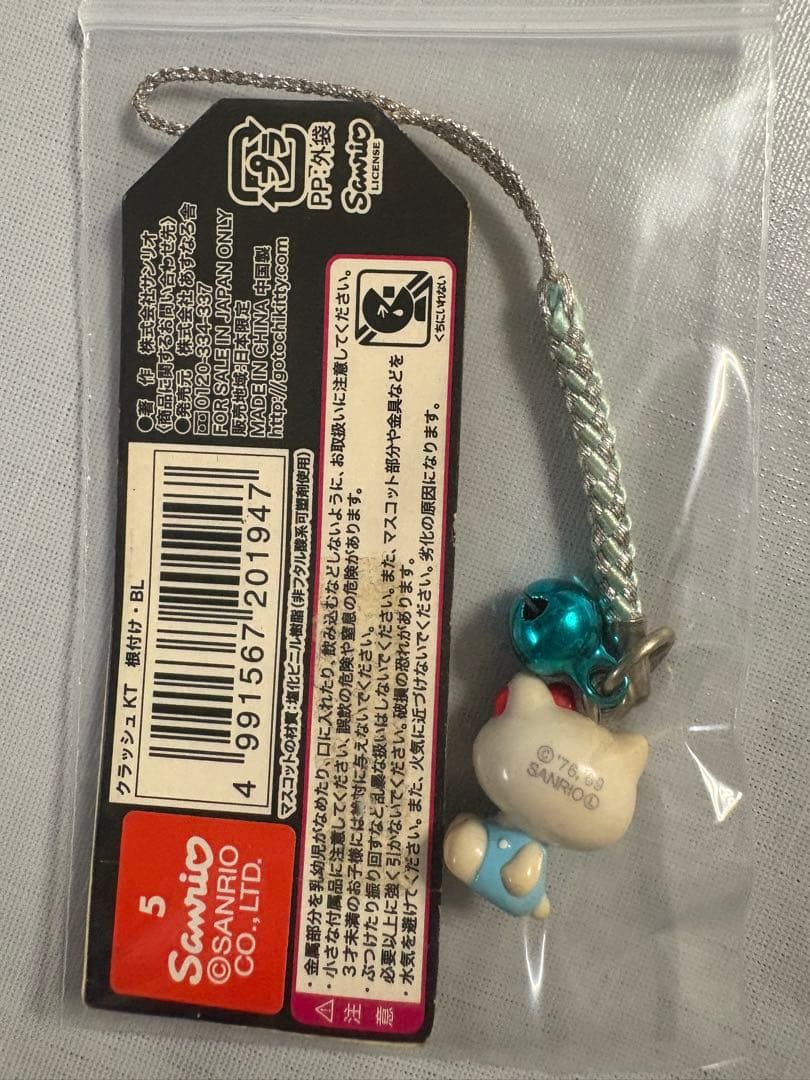 プラ
PP:外袋
Sanrio
LICENSE
●著　作　株式会社サンリオ
〈商品に関するお問い合わせ先〉
●発売元　株式会社 あすなろ舎
0120-334-337
FOR SALE IN JAPAN ONLY
販売地域:日本限定
MADE IN CHINA 中国製
http://gotochikitty.com
クラッシュKT　根付け・BL
4 991567 201947
マスコットの材質:塩化ビニル樹脂(非フタル酸系可塑剤使用)
5
Sanrio
©SANRIO
CO.,LTD.
くちにいれない
・金属部分を乳幼児がなめたり、口に入れたり、飲み込むなどしないように、お取扱いに注意してください。
・小さな付属品に注意してください。誤飲の危険や窒息の危険があります。
3才未満のお子様には絶対に与えないでください。
・ぶつけたり振り回すなど乱暴な扱いはしないでください。また、マスコット部分や金具などを
必要以上に強く引かないでください。破損の恐れがあります。
・水気を避けてください。また、火気に近づけないでください。劣化の原因になります。
注意
©'76,'09
SANRIO Ⓛ